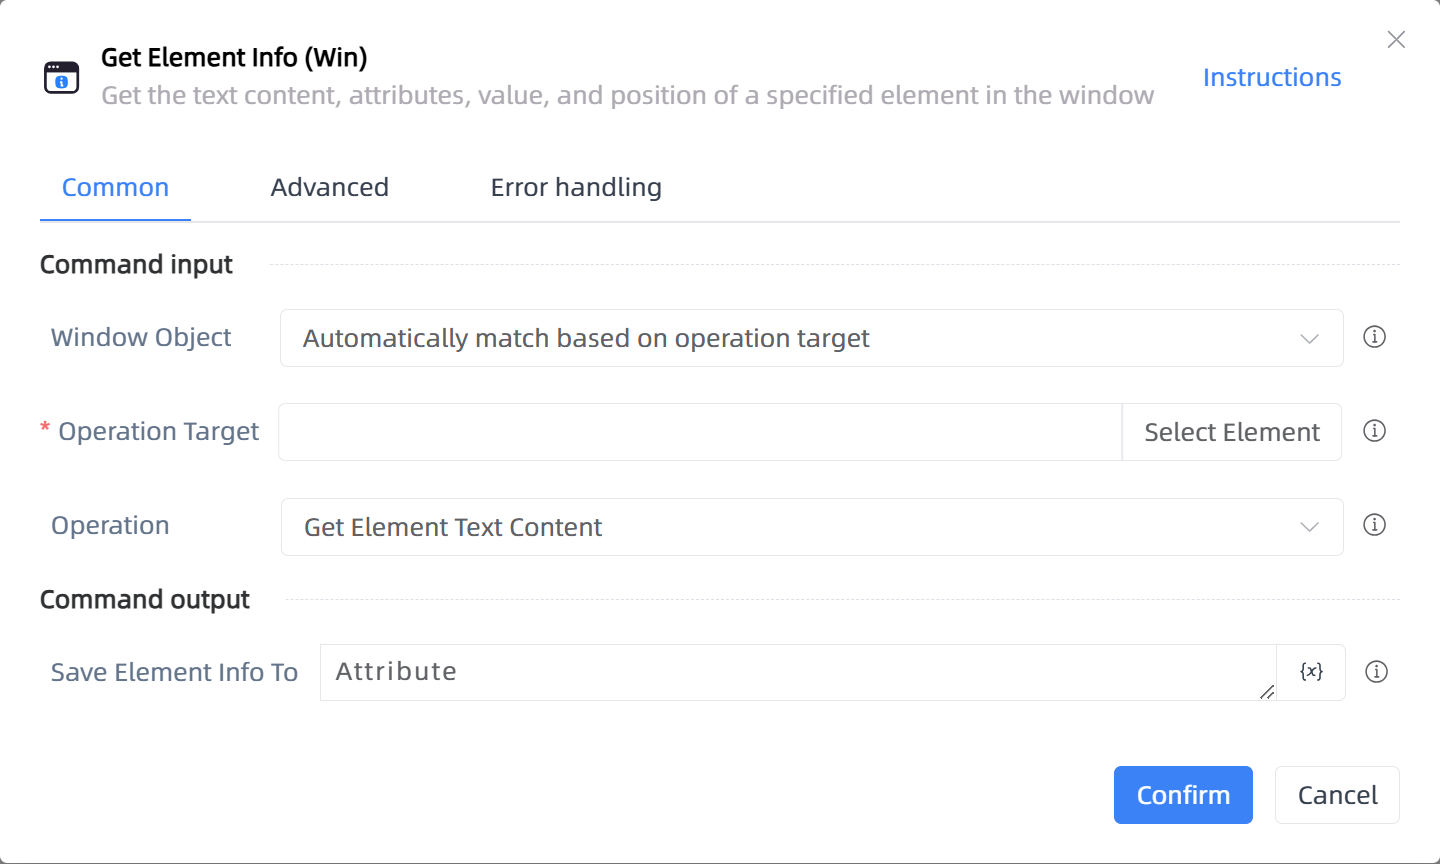 Get Element Info (Win)
Get the text content, attributes, value, and position of a specified element in the window
Instructions
Common
Advanced
Error handling
Command input
Window Object
Automatically match based on operation target
* Operation Target
Select Element
Operation
Get Element Text Content
Command output
Save Element Info To
Attribute
{x}
Confirm
Cancel